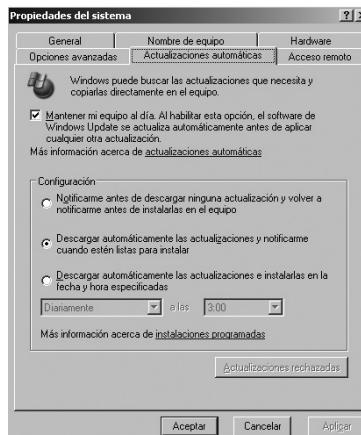 Propiedades del sistema
General
Nombre de equipo
Hardware
Opciones avanzadas
Actualizaciones automáticas
Acceso remoto
Windows puede buscar las actualizaciones que necesita y
copiarlas directamente en el equipo.
Mantener mi equipo al día. Al habilitar esta opción, el software de
Windows Update se actualiza automáticamente antes de aplicar
cualquier otra actualización.
Más información acerca de actualizaciones automáticas
Configuración
Notificarme antes de descargar ninguna actualización y volver a
notificarme antes de instalarlas en el equipo
Descargar automáticamente las actualizaciones y notificarme
cuando estén listas para instalar
Descargar automáticamente las actualizaciones e instalarlas en la
fecha y hora especificadas
Diariamente a las 3:00
Más información acerca de instalaciones programadas
Actualizaciones rechazadas
Aceptar
Cancelar
Aplicar